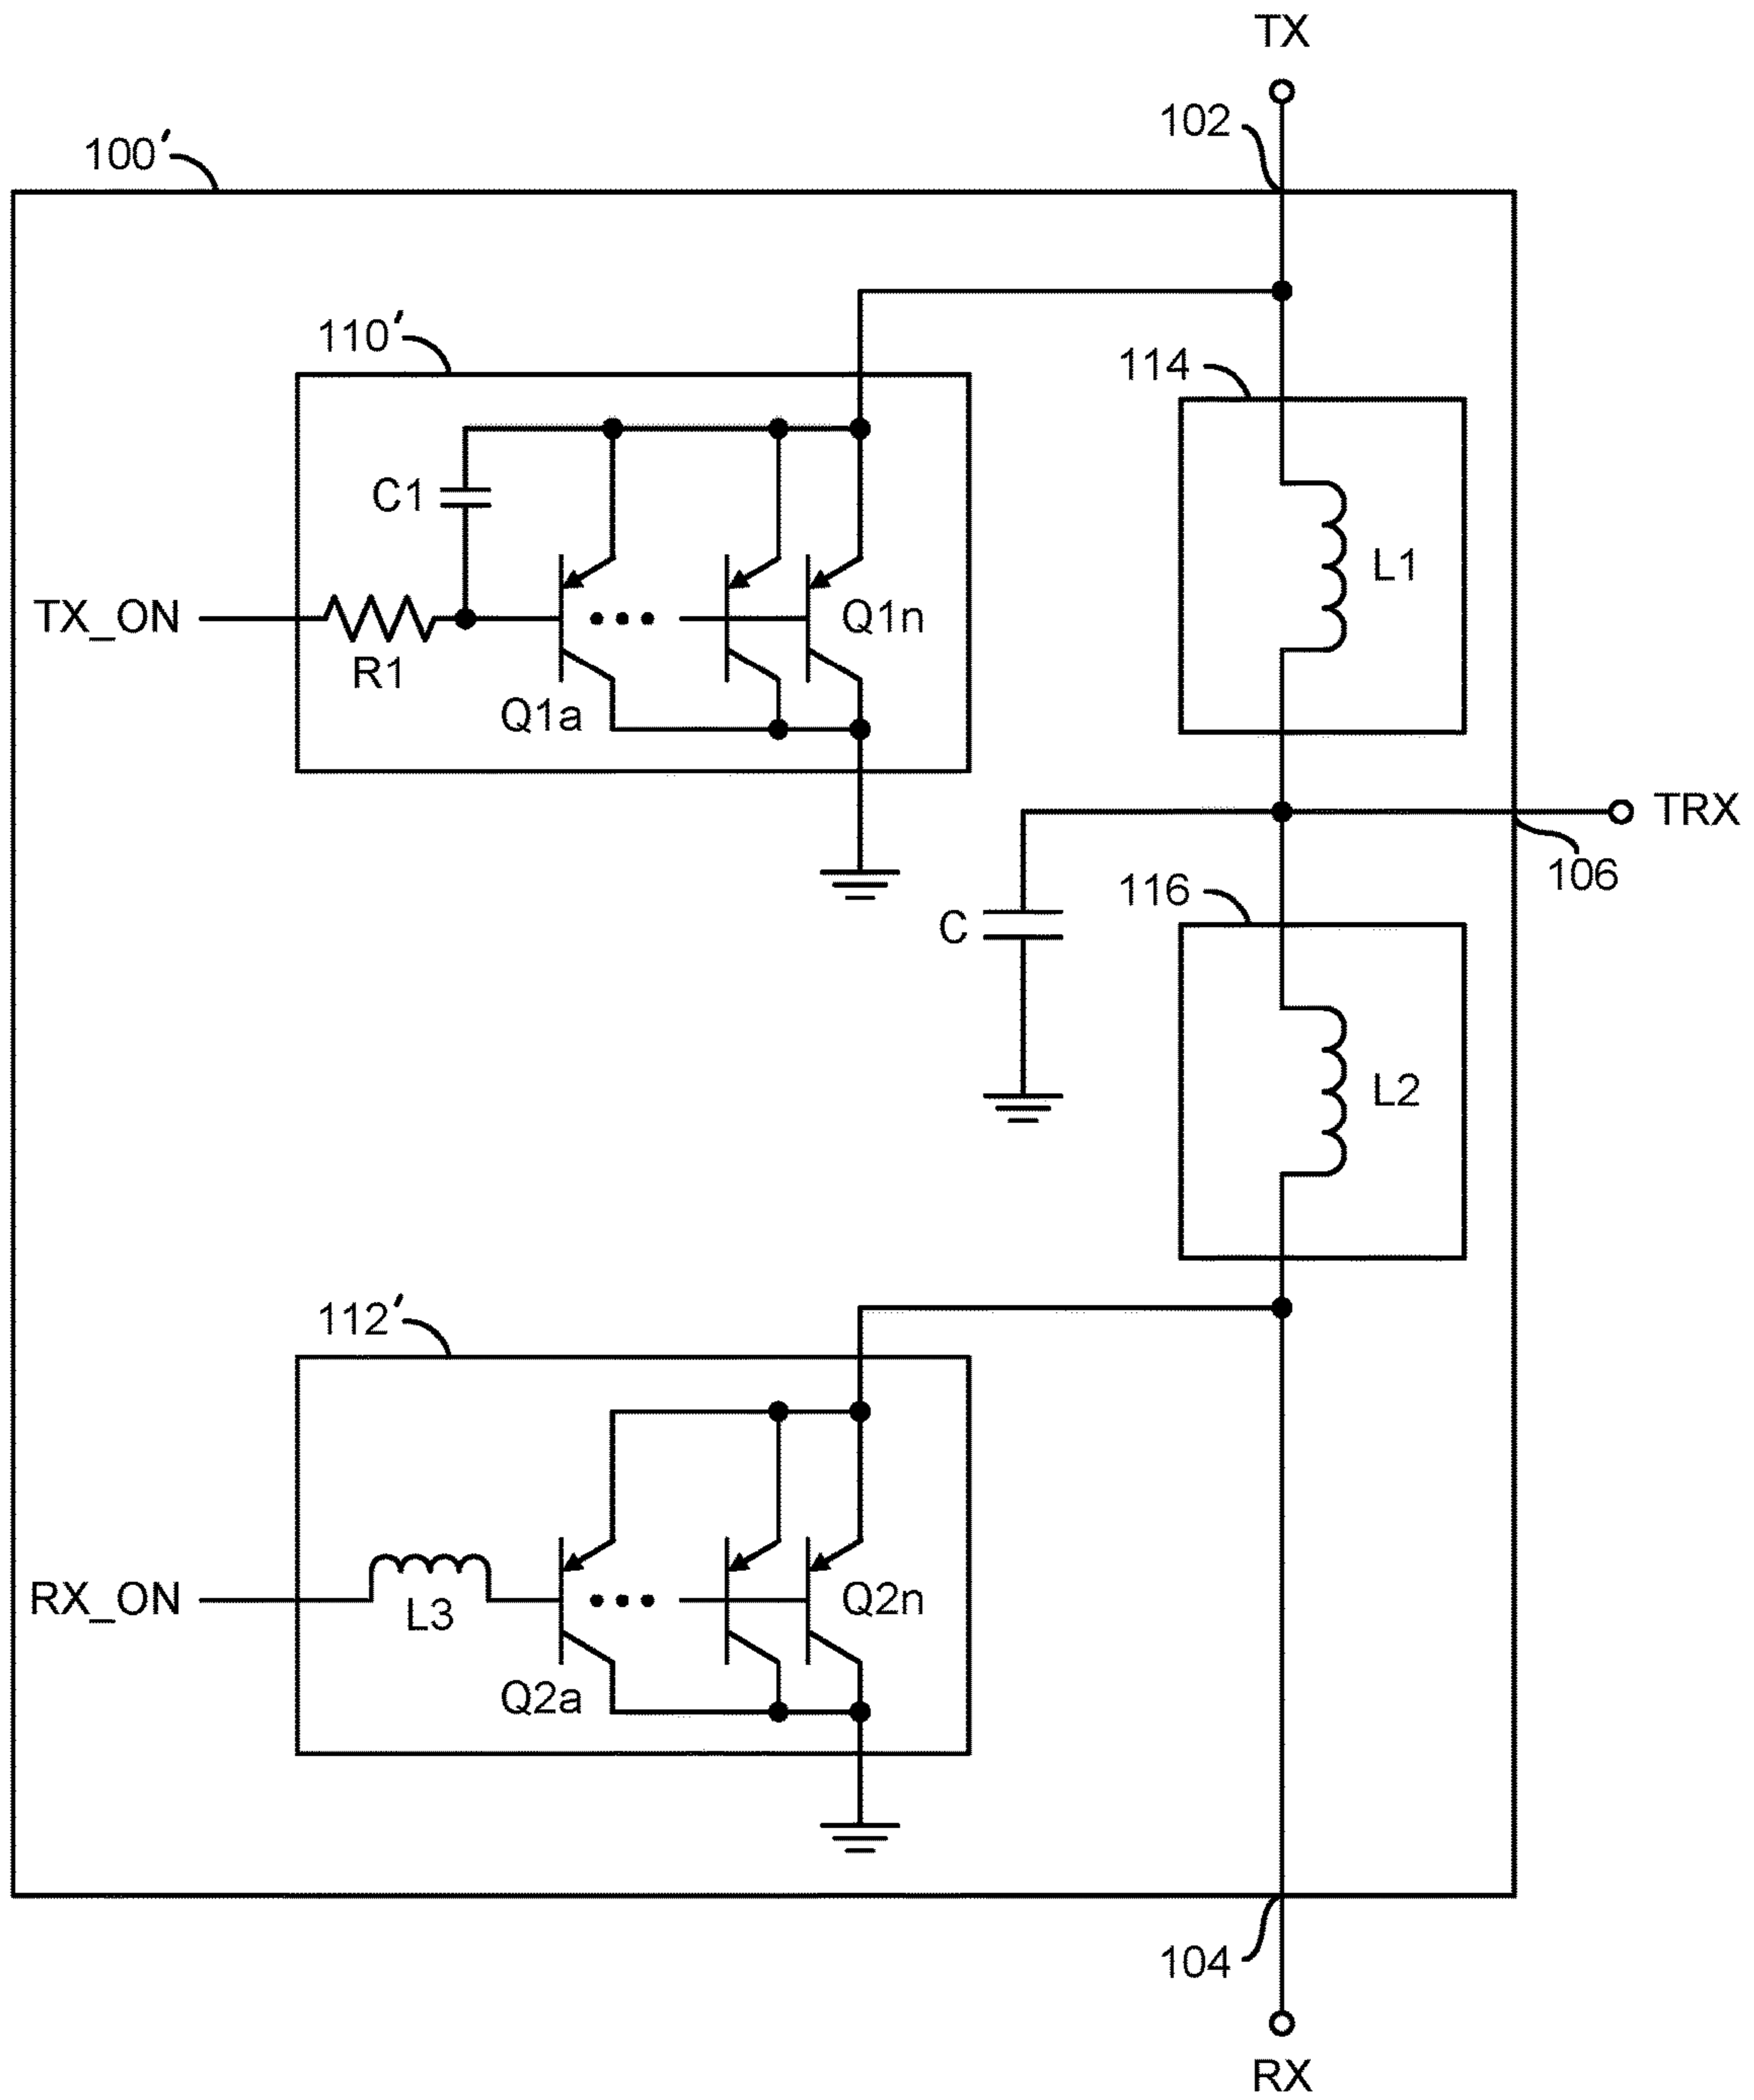 TX
102
100′
110′
114
C1
L1
TX_ON
Q1n
R1
Q1a
TRX
106
116
C
L2
112′
RX_ON
L3
Q2n
Q2a
104
RX